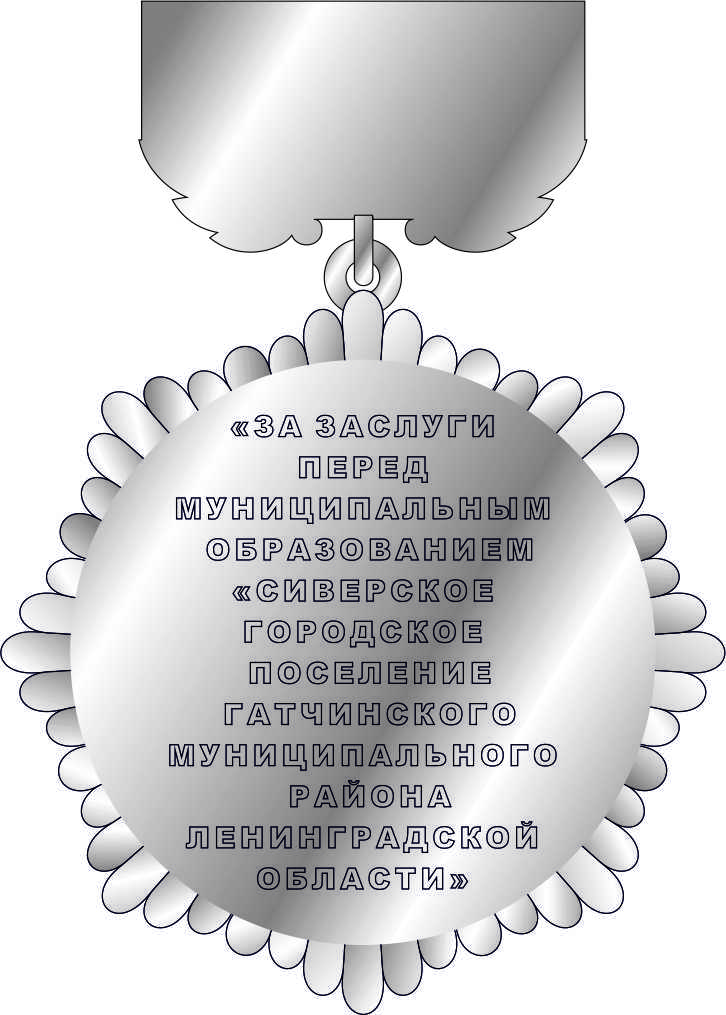 «ЗА ЗАСЛУГИ
ПЕРЕД
МУНИЦИПАЛЬНЫМ
ОБРАЗОВАНИЕМ
«СИВЕРСКОЕ
ГОРОДСКОЕ
ПОСЕЛЕНИЕ
ГАТЧИНСКОГО
МУНИЦИПАЛЬНОГО
РАЙОНА
ЛЕНИНГРАДСКОЙ
ОБЛАСТИ»